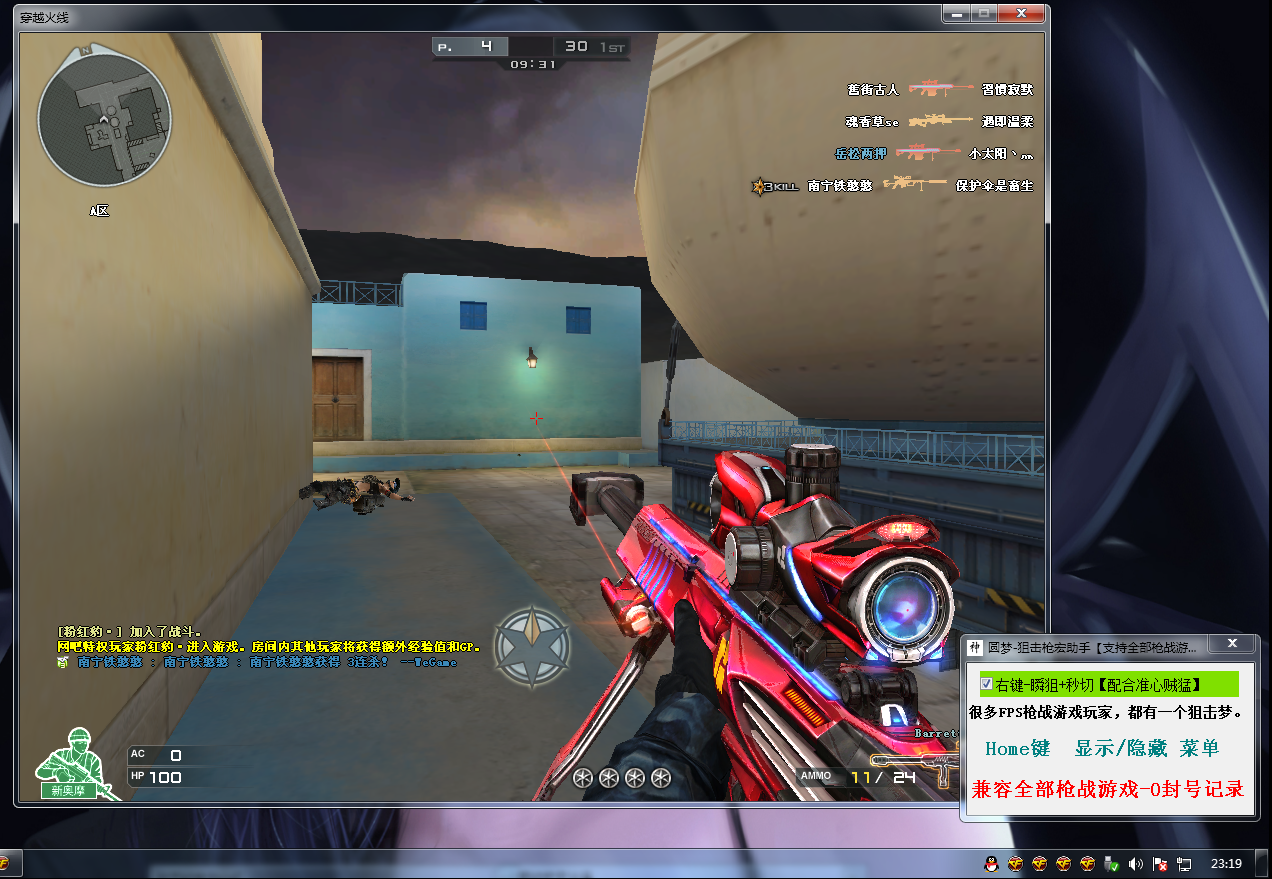 穿越火线
N
P. 4
30 1ST
09:31
A区
舊街古人 習慣寂默
魂香草se 遇即温柔
岳松两押 小太阳丶灬
3KILL 南宁铁憨憨 保护伞是畜生
[粉红豹·] 加入了战斗。
网吧特权玩家粉红豹·进入游戏。房间内其他玩家将获得额外经验值和GP。
南宁铁憨憨 : 南宁铁憨憨 : 南宁铁憨憨获得 3连杀! --WeGame
AC 0
HP 100
新奥摩
Barret
AMMO 11/ 24
神 圆梦-狙击枪宏助手【支持全部枪战游...
右键-瞬狙+秒切【配合准心贼猛】
很多FPS枪战游戏玩家，都有一个狙击梦。
Home键 显示/隐藏 菜单
兼容全部枪战游戏-0封号记录
23:19